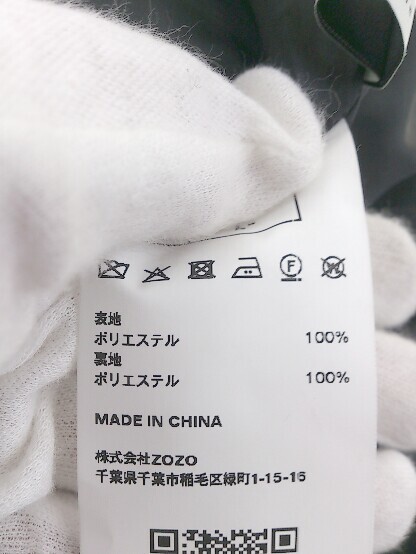 表地
ポリエステル 100%
裏地
ポリエステル 100%
MADE IN CHINA
株式会社ZOZO
千葉県千葉市稲毛区緑町1-15-16